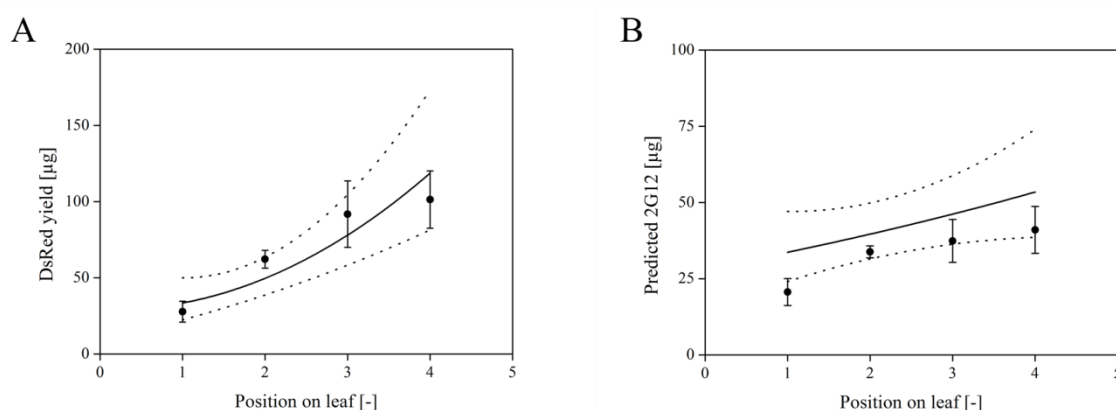 A
200
150
100
50
0
DsRed yield [µg]
0 1 2 3 4 5
Position on leaf [-]
B
100
75
50
25
0
Predicted 2G12 [µg]
0 1 2 3 4 5
Position on leaf [-]